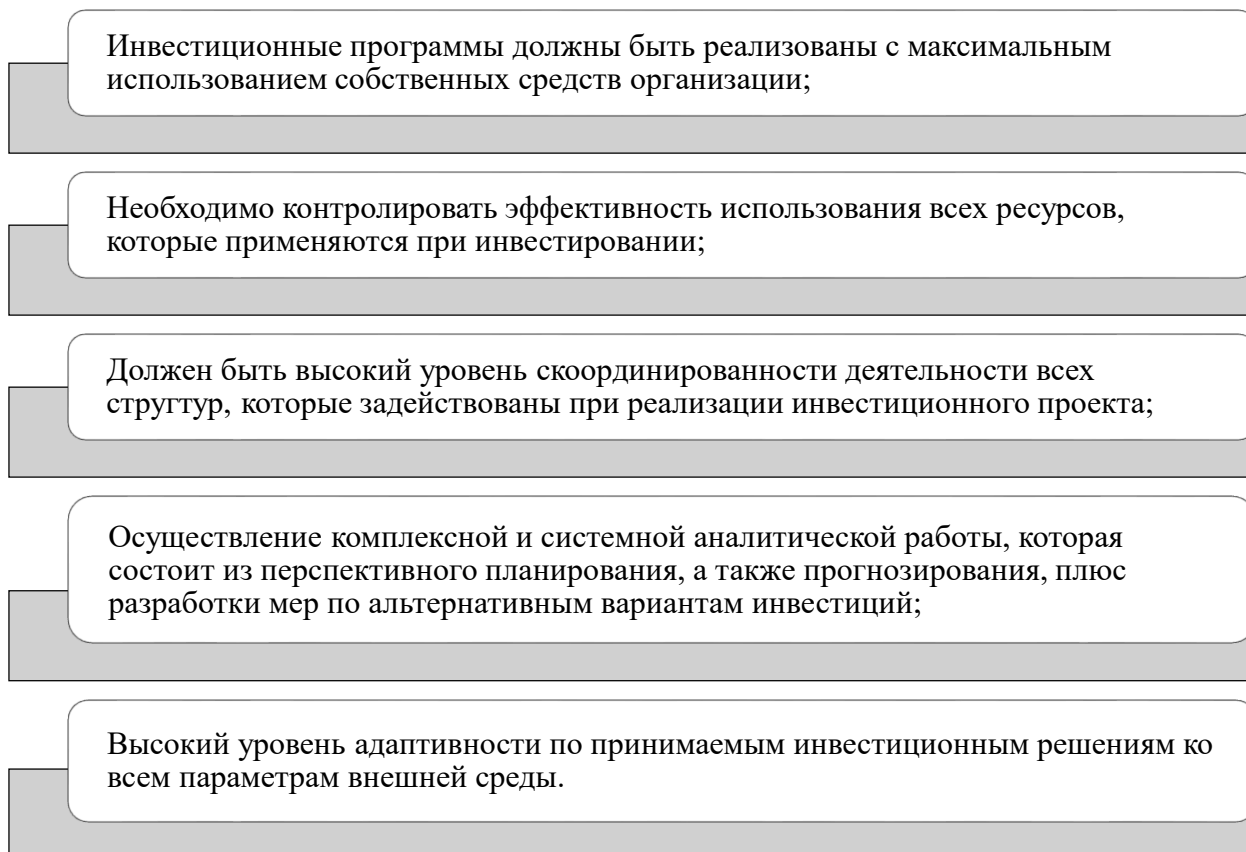 Инвестиционные программы должны быть реализованы с максимальным
использованием собственных средств организации;
Необходимо контролировать эффективность использования всех ресурсов,
которые применяются при инвестировании;
Должен быть высокий уровень скоординированности деятельности всех
стругтур, которые задействованы при реализации инвестиционного проекта;
Осуществление комплексной и системной аналитической работы, которая
состоит из перспективного планирования, а также прогнозирования, плюс
разработки мер по альтернативным вариантам инвестиций;
Высокий уровень адаптивности по принимаемым инвестиционным решениям ко
всем параметрам внешней среды.